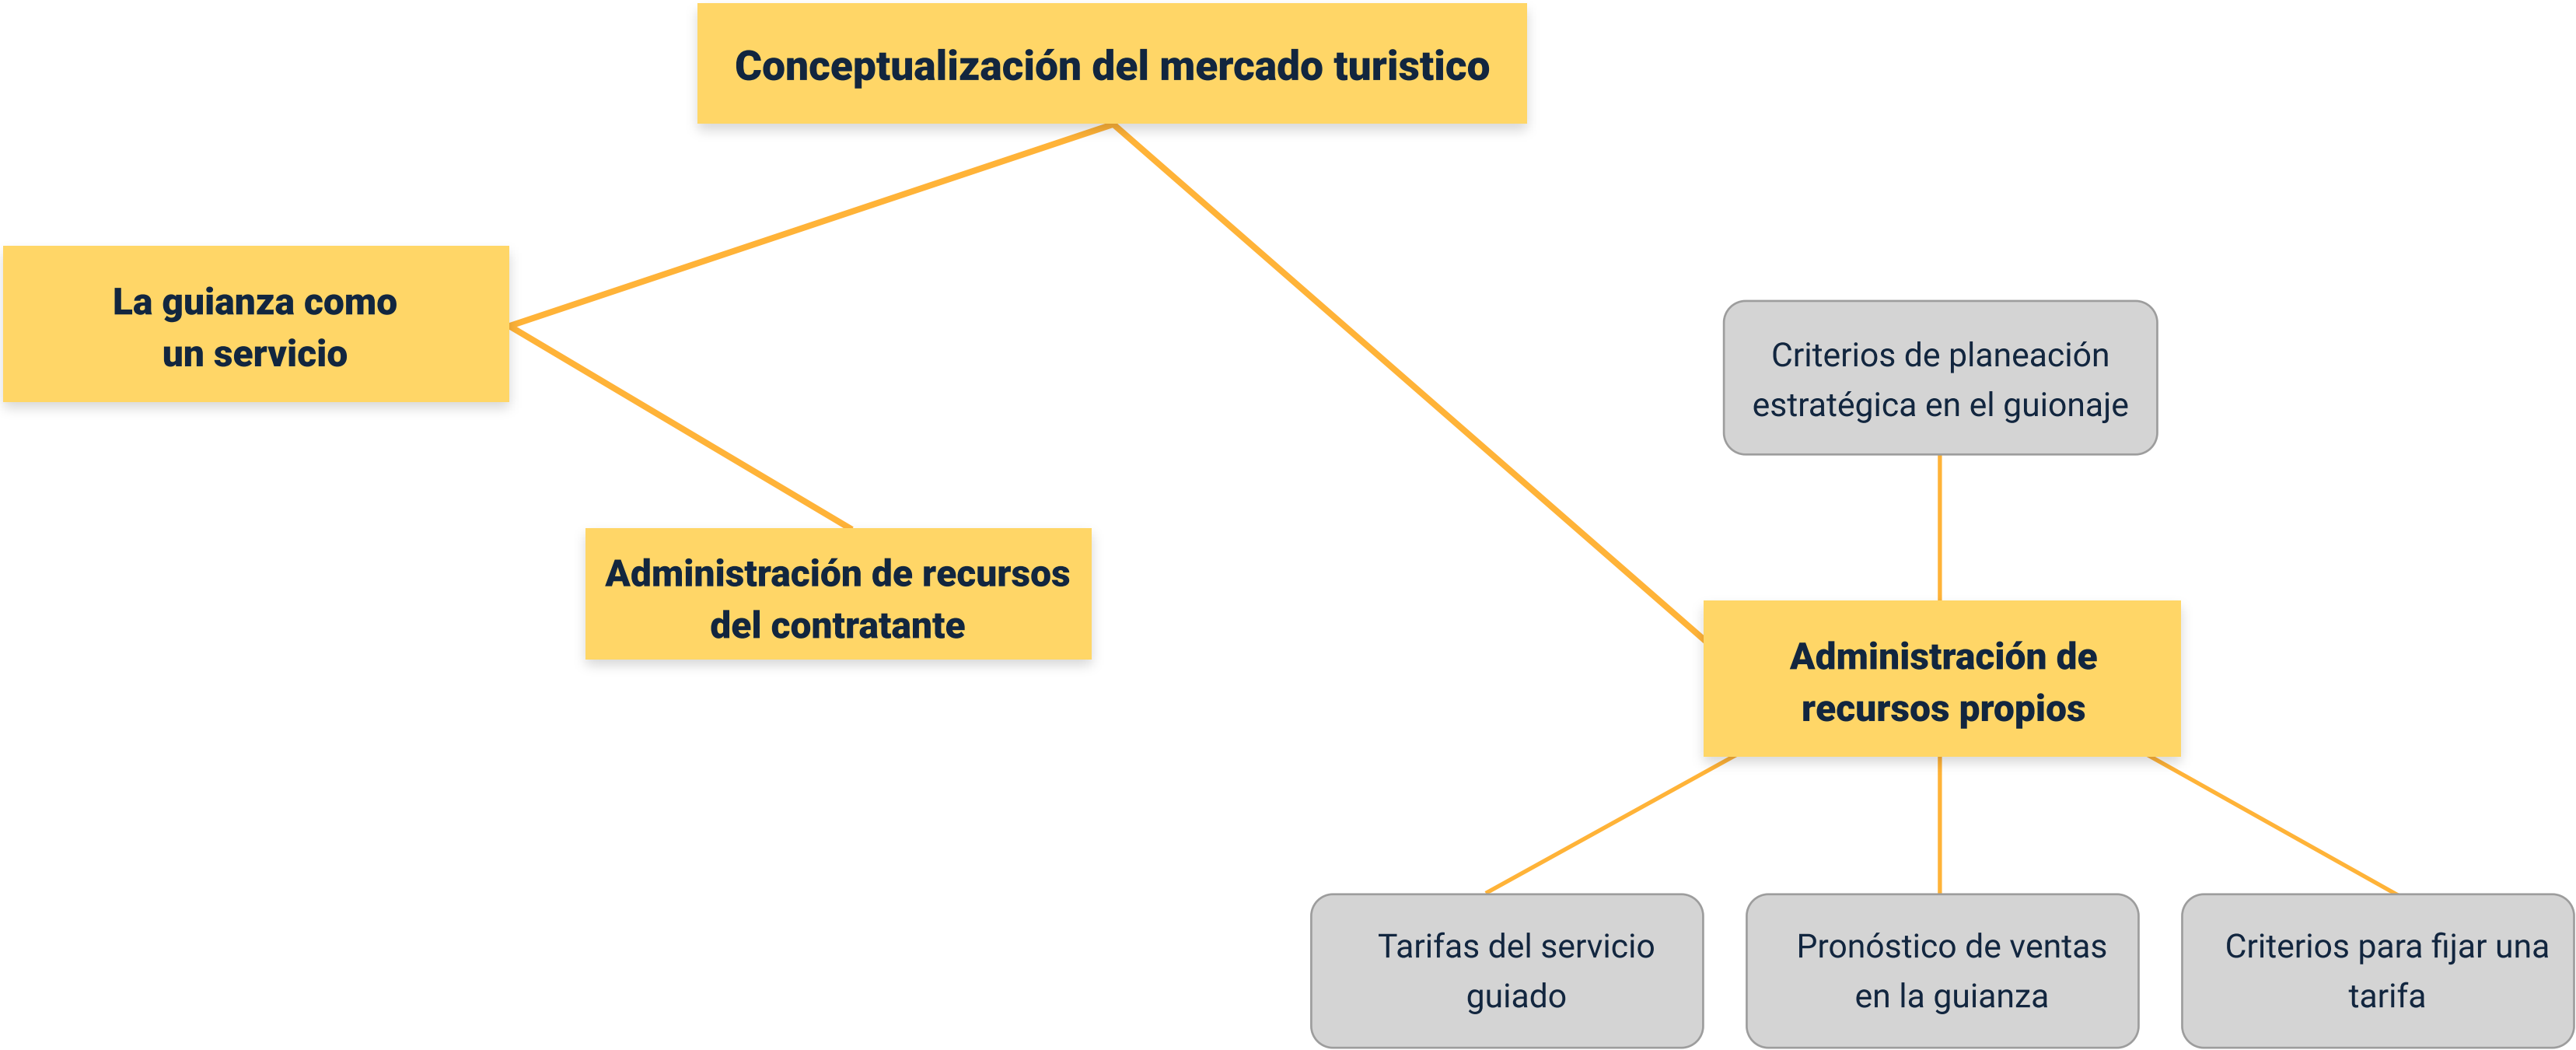 Conceptualización del mercado turistico
La guianza como
un servicio
Criterios de planeación
estratégica en el guionaje
Administración de recursos
del contratante
Administración de
recursos propios
Tarifas del servicio
guiado
Pronóstico de ventas
en la guianza
Criterios para fijar una
tarifa